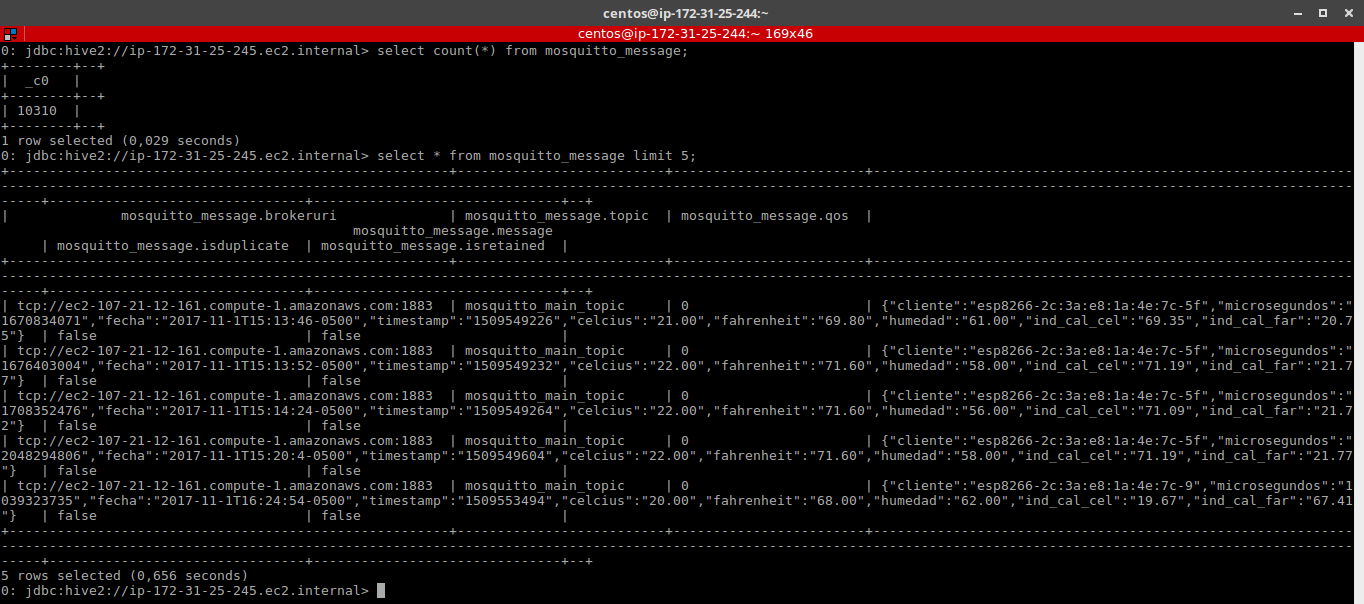 centos@ip-172-31-25-244:~
centos@ip-172-31-25-244:~ 169x46
0: jdbc:hive2://ip-172-31-25-245.ec2.internal> select count(*) from mosquitto_message;
+--------+--+
|  _c0   |
+--------+--+
| 10310  |
+--------+--+
1 row selected (0,029 seconds)
0: jdbc:hive2://ip-172-31-25-245.ec2.internal> select * from mosquitto_message limit 5;
+-------------------------------------------------------+--------------------------+------------------------+------------------------------------------------------------
-------------------------------------------------------------------------------------------------------------------------------------------------------------------------
-----+--------------------------------+-------------------------------+--+
|              mosquitto_message.brokeruri              | mosquitto_message.topic  | mosquitto_message.qos  |
                                            mosquitto_message.message
     | mosquitto_message.isduplicate  | mosquitto_message.isretained  |
+-------------------------------------------------------+--------------------------+------------------------+------------------------------------------------------------
-------------------------------------------------------------------------------------------------------------------------------------------------------------------------
-----+--------------------------------+-------------------------------+--+
| tcp://ec2-107-21-12-161.compute-1.amazonaws.com:1883  | mosquitto_main_topic     | 0                      | {"cliente":"esp8266-2c:3a:e8:1a:4e:7c-5f","microsegundos":"
1670834071","fecha":"2017-11-1T15:13:46-0500","timestamp":"1509549226","celcius":"21.00","fahrenheit":"69.80","humedad":"61.00","ind_cal_cel":"69.35","ind_cal_far":"20.7
5"}  | false                          | false                         |
| tcp://ec2-107-21-12-161.compute-1.amazonaws.com:1883  | mosquitto_main_topic     | 0                      | {"cliente":"esp8266-2c:3a:e8:1a:4e:7c-5f","microsegundos":"
1676403004","fecha":"2017-11-1T15:13:52-0500","timestamp":"1509549232","celcius":"22.00","fahrenheit":"71.60","humedad":"58.00","ind_cal_cel":"71.19","ind_cal_far":"21.7
7"}  | false                          | false                         |
| tcp://ec2-107-21-12-161.compute-1.amazonaws.com:1883  | mosquitto_main_topic     | 0                      | {"cliente":"esp8266-2c:3a:e8:1a:4e:7c-5f","microsegundos":"
1708352476","fecha":"2017-11-1T15:14:24-0500","timestamp":"1509549264","celcius":"22.00","fahrenheit":"71.60","humedad":"56.00","ind_cal_cel":"71.09","ind_cal_far":"21.7
2"}  | false                          | false                         |
| tcp://ec2-107-21-12-161.compute-1.amazonaws.com:1883  | mosquitto_main_topic     | 0                      | {"cliente":"esp8266-2c:3a:e8:1a:4e:7c-5f","microsegundos":"
2048294806","fecha":"2017-11-1T15:20:4-0500","timestamp":"1509549604","celcius":"22.00","fahrenheit":"71.60","humedad":"58.00","ind_cal_cel":"71.19","ind_cal_far":"21.77
"}   | false                          | false                         |
| tcp://ec2-107-21-12-161.compute-1.amazonaws.com:1883  | mosquitto_main_topic     | 0                      | {"cliente":"esp8266-2c:3a:e8:1a:4e:7c-9","microsegundos":"1
039323735","fecha":"2017-11-1T16:24:54-0500","timestamp":"1509553494","celcius":"20.00","fahrenheit":"68.00","humedad":"62.00","ind_cal_cel":"19.67","ind_cal_far":"67.41
"}   | false                          | false                         |
+-------------------------------------------------------+--------------------------+------------------------+------------------------------------------------------------
-------------------------------------------------------------------------------------------------------------------------------------------------------------------------
-----+--------------------------------+-------------------------------+--+
5 rows selected (0,656 seconds)
0: jdbc:hive2://ip-172-31-25-245.ec2.internal>